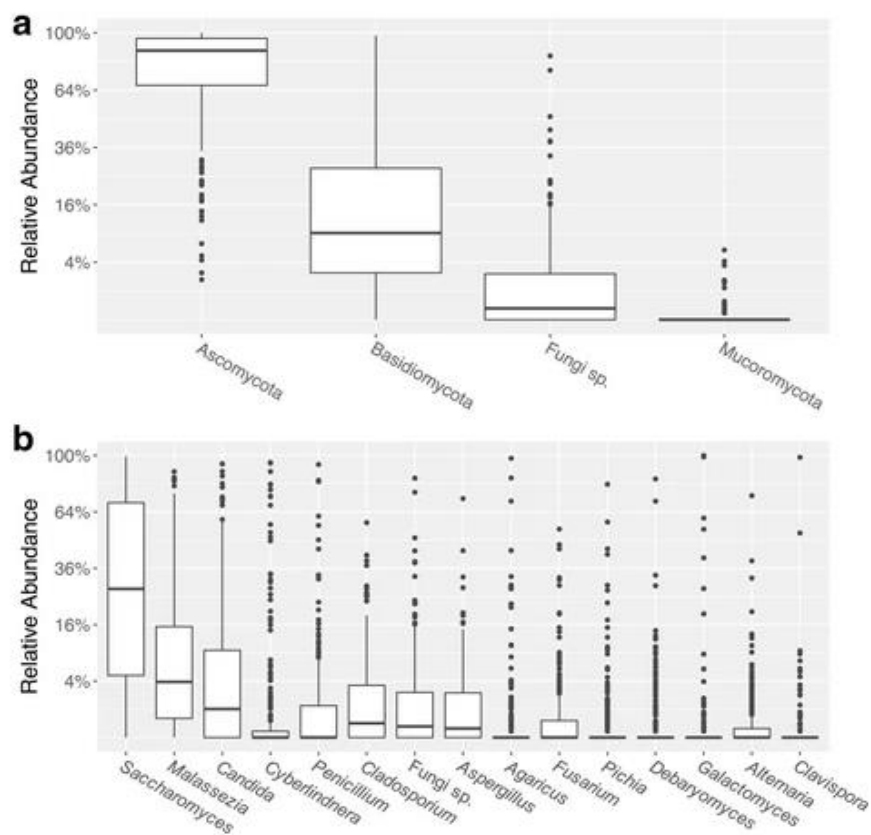 a
100%
64%
36%
16%
4%
Relative Abundance
Ascomycota
Basidiomycota
Fungi sp.
Mucoromycota
b
100%
64%
36%
16%
4%
Relative Abundance
Saccharomyces
Malassezia
Candida
Cyberlindnera
Penicillium
Cladosporium
Fungi sp.
Aspergillus
Agaricus
Fusarium
Pichia
Debaryomyces
Galactomyces
Alternaria
Clavispora